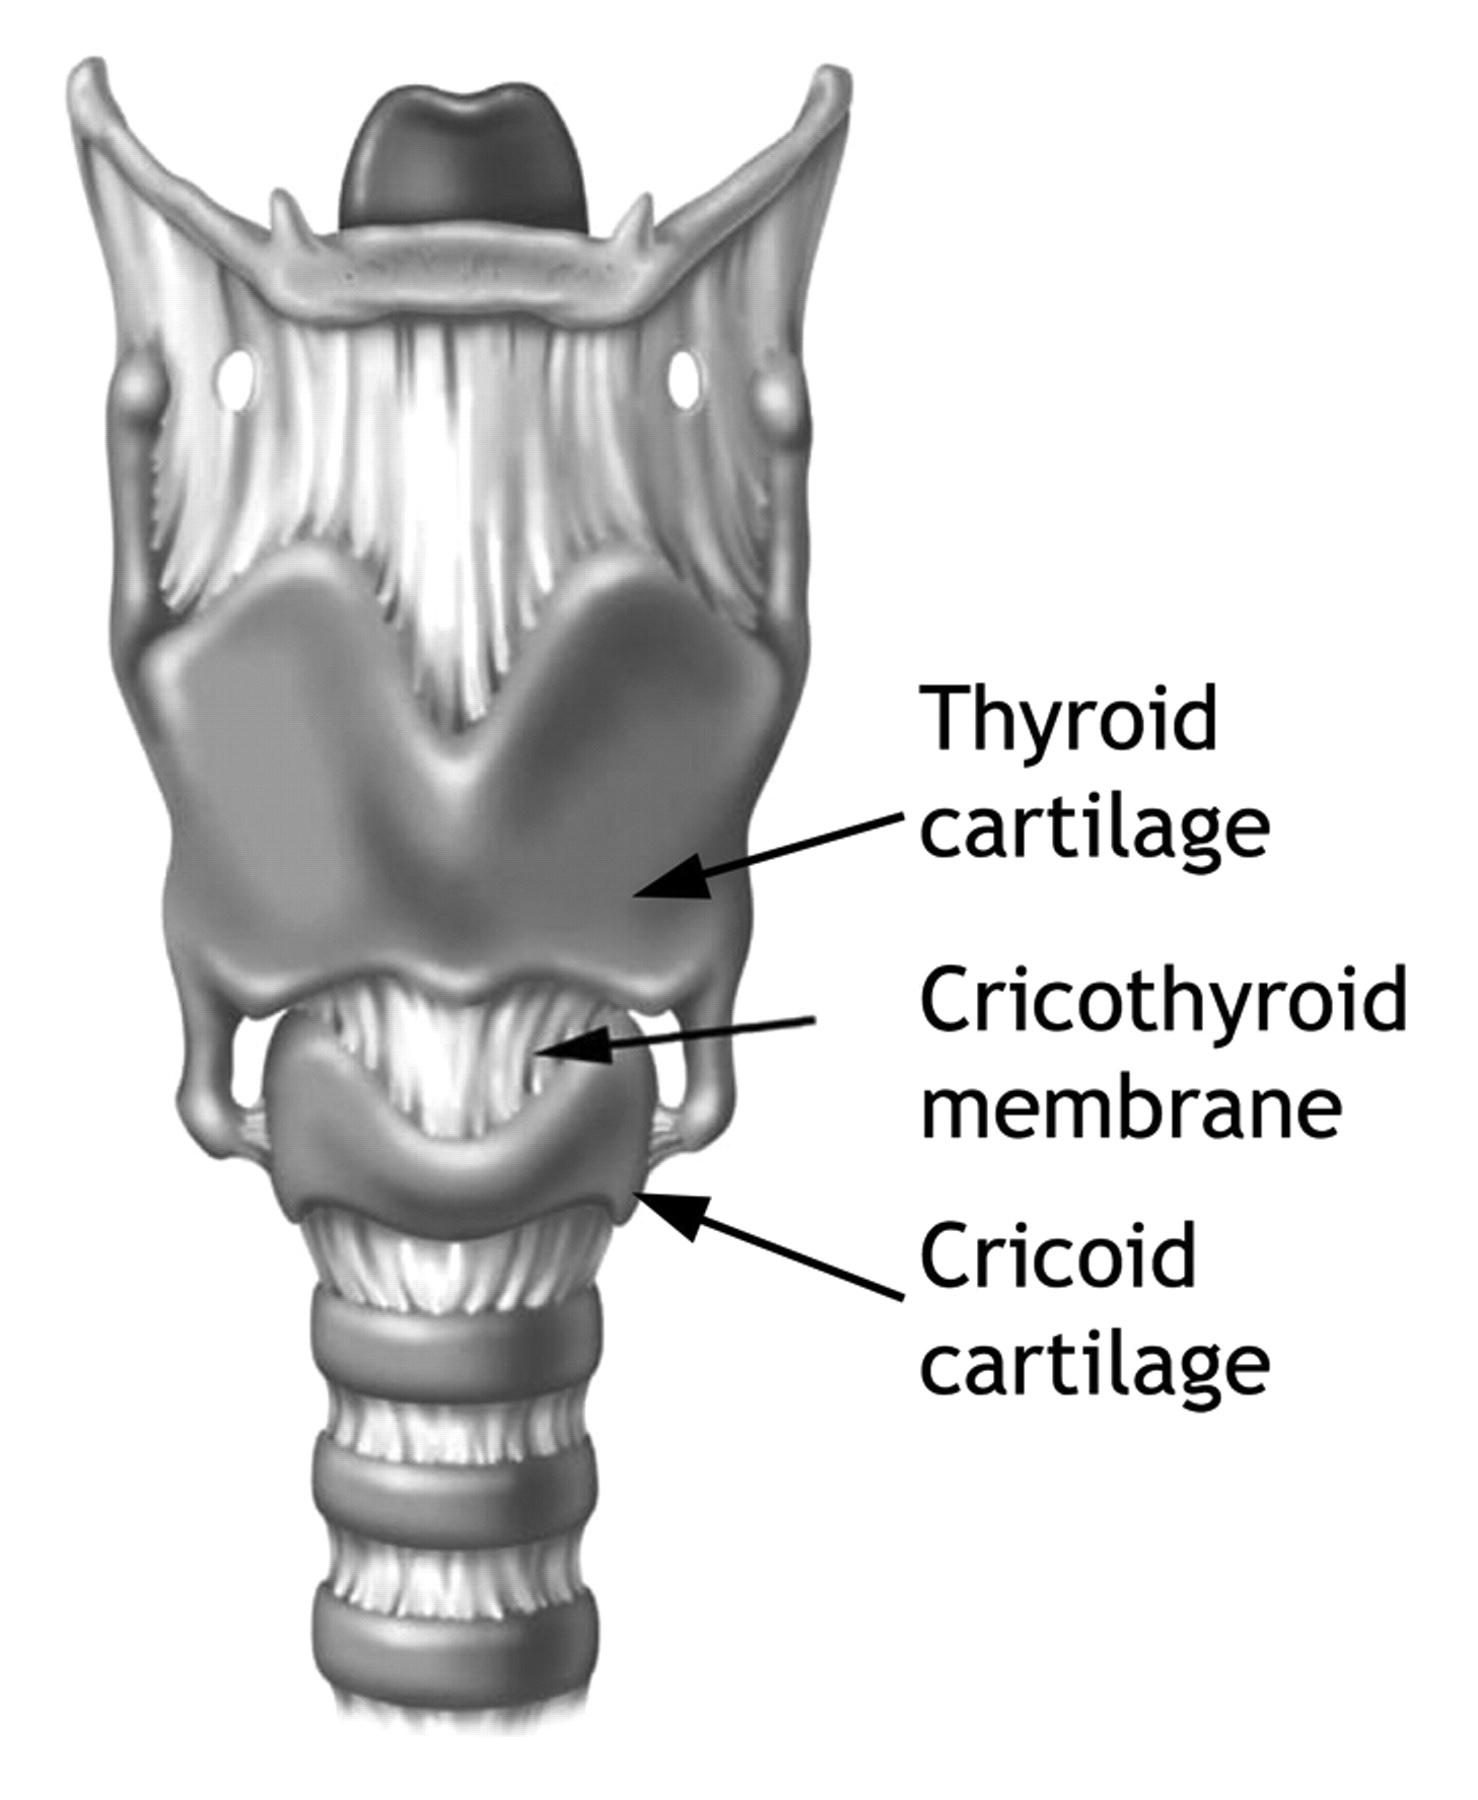 Thyroid
cartilage
Cricothyroid
membrane
Cricoid
cartilage